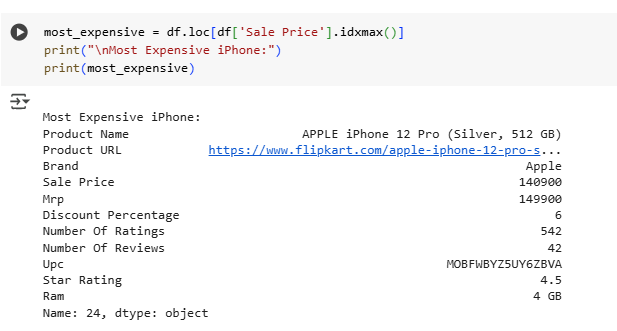 most_expensive = df.loc[df['Sale Price'].idxmax()]
print("\nMost Expensive iPhone:")
print(most_expensive)
Most Expensive iPhone:
Product Name APPLE iPhone 12 Pro (Silver, 512 GB)
Product URL https://www.flipkart.com/apple-iphone-12-pro-s...
Brand Apple
Sale Price 140900
Mrp 149900
Discount Percentage 6
Number Of Ratings 542
Number Of Reviews 42
Upc MOBFWBYZ5UY6ZBVA
Star Rating 4.5
Ram 4 GB
Name: 24, dtype: object